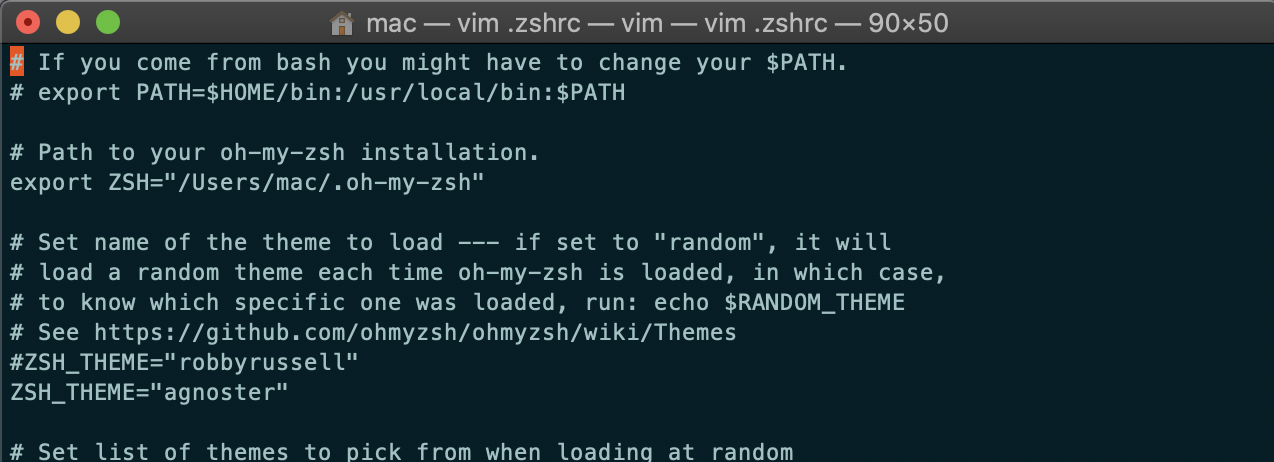 mac — vim .zshrc — vim — vim .zshrc — 90×50
# If you come from bash you might have to change your $PATH.
# export PATH=$HOME/bin:/usr/local/bin:$PATH
# Path to your oh-my-zsh installation.
export ZSH="/Users/mac/.oh-my-zsh"
# Set name of the theme to load --- if set to "random", it will
# load a random theme each time oh-my-zsh is loaded, in which case,
# to know which specific one was loaded, run: echo $RANDOM_THEME
# See https://github.com/ohmyzsh/ohmyzsh/wiki/Themes
#ZSH_THEME="robbyrussell"
ZSH_THEME="agnoster"
# Set list of themes to pick from when loading at random